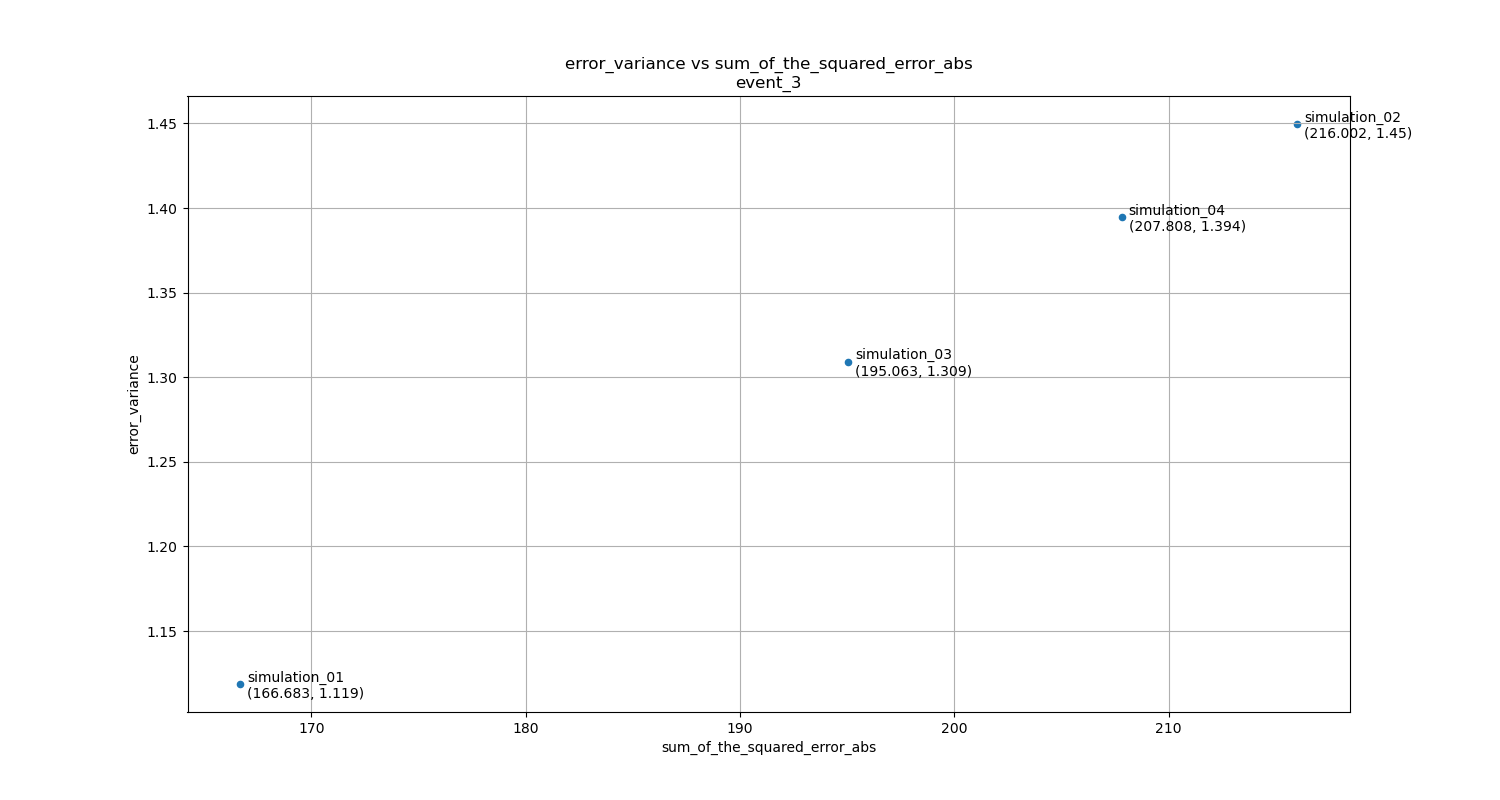 error_variance vs sum_of_the_squared_error_abs
event_3
1.45
1.40
1.35
1.30
1.25
1.20
1.15
error_variance
simulation_02
(216.002, 1.45)
simulation_04
(207.808, 1.394)
simulation_03
(195.063, 1.309)
simulation_01
(166.683, 1.119)
170
180
190
200
210
sum_of_the_squared_error_abs